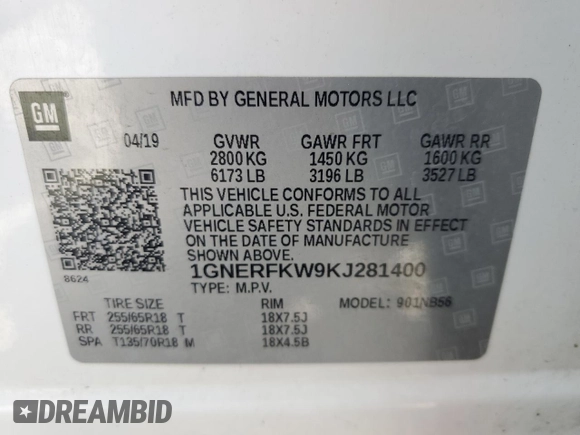 GM
MFD BY GENERAL MOTORS LLC
04/19 GVWR GAWR FRT GAWR RR
2800 KG 1450 KG 1600 KG
6173 LB 3196 LB 3527 LB
THIS VEHICLE CONFORMS TO ALL
APPLICABLE U.S. FEDERAL MOTOR
VEHICLE SAFETY STANDARDS IN EFFECT
ON THE DATE OF MANUFACTURE
SHOWN ABOVE.
8624
1GNERFKW9KJ281400
TYPE: M.P.V. MODEL:
TIRE SIZE RIM
FRT 255/65R18 T 18X7.5J
RR 255/65R18 T 18X7.5J
SPA T135/70R18 M 18X4.5B
DREAMBID